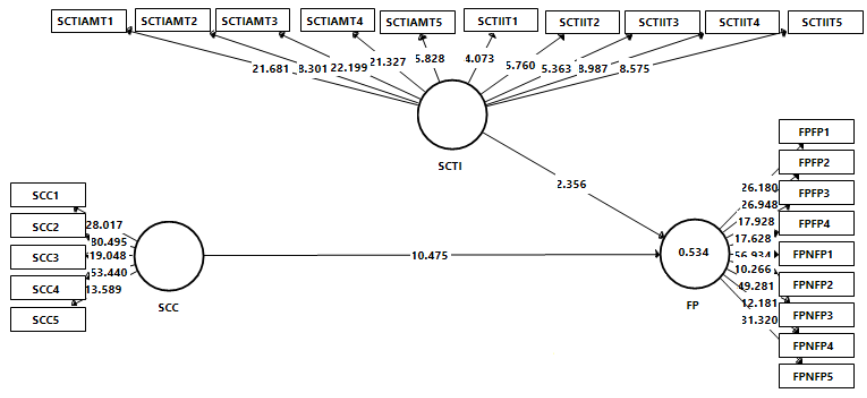 SCTIAMT1 SCTIAMT2 SCTIAMT3 SCTIAMT4 SCTIAMT5 SCTIIT1 SCTIIT2 SCTIIT3 SCTIIT4 SCTIIT5
21.681 8.301 22.199 21.327 5.828 4.073 5.760 5.363 8.987 8.575
SCTI
2.356
FPFP1
FPFP2
26.180
FPFP3
26.948
17.928
FPFP4
17.628
FPNFP1
56.934
10.266
FPNFP2
49.281
12.181
FPNFP3
31.320
FPNFP4
FPNFP5
SCC1
28.017
SCC2
80.495
SCC3
19.048
53.440
SCC4
13.589
SCC5
SCC
10.475
0.534
FP